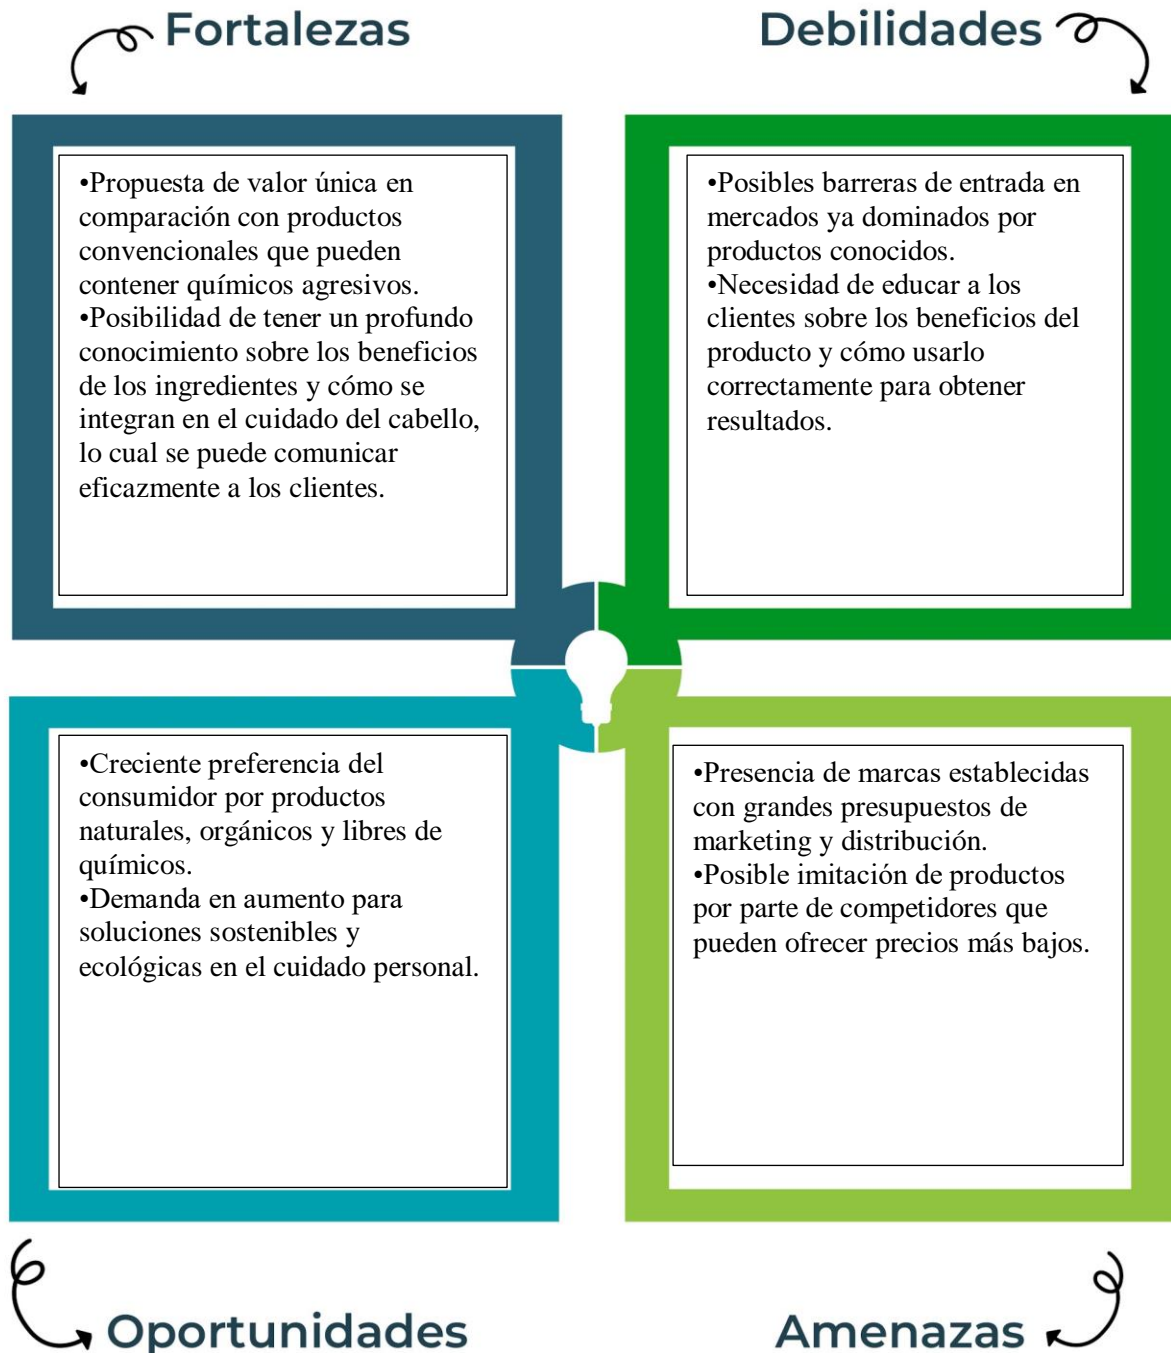 Fortalezas
•Propuesta de valor única en
comparación con productos
convencionales que pueden
contener químicos agresivos.
•Posibilidad de tener un profundo
conocimiento sobre los beneficios
de los ingredientes y cómo se
integran en el cuidado del cabello,
lo cual se puede comunicar
eficazmente a los clientes.
Debilidades
•Posibles barreras de entrada en
mercados ya dominados por
productos conocidos.
•Necesidad de educar a los
clientes sobre los beneficios del
producto y cómo usarlo
correctamente para obtener
resultados.
•Creciente preferencia del
consumidor por productos
naturales, orgánicos y libres de
químicos.
•Demanda en aumento para
soluciones sostenibles y
ecológicas en el cuidado personal.
Oportunidades
•Presencia de marcas establecidas
con grandes presupuestos de
marketing y distribución.
•Posible imitación de productos
por parte de competidores que
pueden ofrecer precios más bajos.
Amenazas